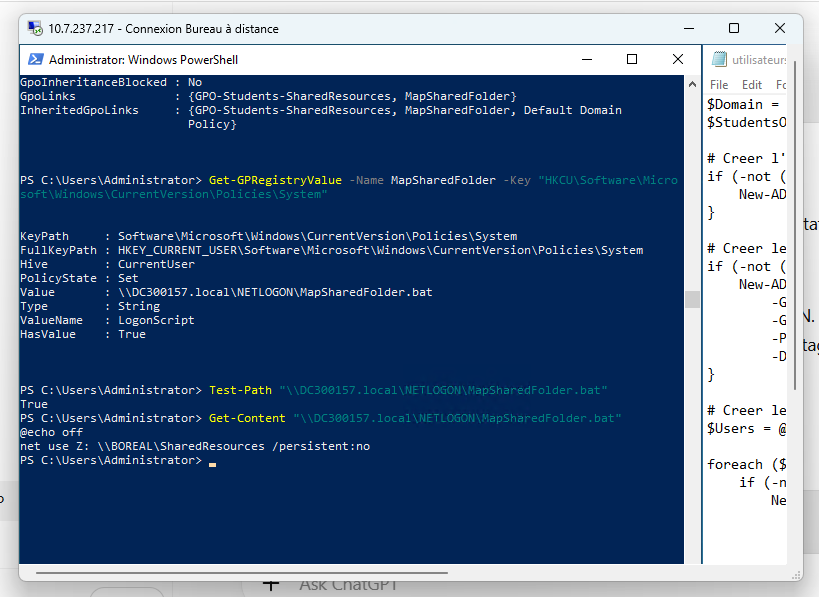 10.7.237.217 - Connexion Bureau à distance
Administrator: Windows PowerShell
GpoInheritanceBlocked : No
GpoLinks              : {GPO-Students-SharedResources, MapSharedFolder}
InheritedGpoLinks     : {GPO-Students-SharedResources, MapSharedFolder, Default Domain
                        Policy}
PS C:\Users\Administrator> Get-GPRegistryValue -Name MapSharedFolder -Key "HKCU\Software\Micro
soft\Windows\CurrentVersion\Policies\System"
KeyPath     : Software\Microsoft\Windows\CurrentVersion\Policies\System
FullKeyPath : HKEY_CURRENT_USER\Software\Microsoft\Windows\CurrentVersion\Policies\System
Hive        : CurrentUser
PolicyState : Set
Value       : \\DC300157.local\NETLOGON\MapSharedFolder.bat
Type        : String
ValueName   : LogonScript
HasValue    : True
PS C:\Users\Administrator> Test-Path "\\DC300157.local\NETLOGON\MapSharedFolder.bat"
True
PS C:\Users\Administrator> Get-Content "\\DC300157.local\NETLOGON\MapSharedFolder.bat"
@echo off
net use Z: \\BOREAL\SharedResources /persistent:no
PS C:\Users\Administrator>
utilisateurs
File Edit Fo
$Domain =
$StudentsO
# Creer l'
if (-not (
    New-AD
}
# Creer le
if (-not (
    New-AD
        -G
        -G
        -P
        -D
}
# Creer le
$Users = @
foreach ($
    if (-n
        Ne
N.
Ask ChatGPT